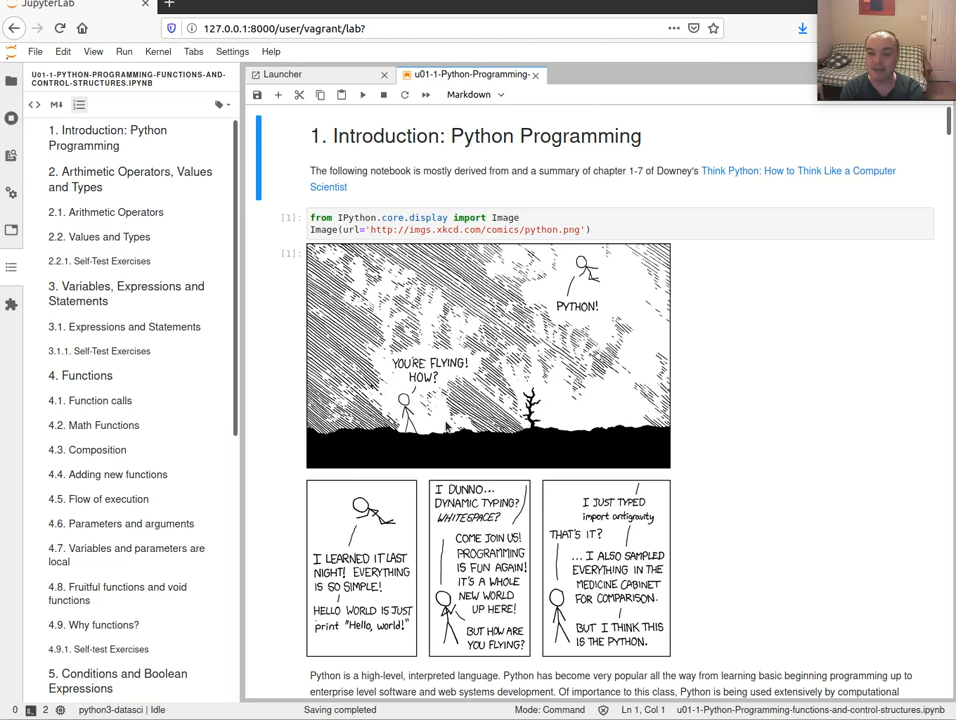 JupyterLab
127.0.0.1:8000/user/vagrant/lab?
File Edit View Run Kernel Tabs Settings Help
U01-1-PYTHON-PROGRAMMING-FUNCTIONS-AND-
CONTROL-STRUCTURES.IPYNB
Launcher
u01-1-Python-Programming-
Markdown
1. Introduction: Python
Programming
2. Arthimetic Operators, Values
and Types
2.1. Arithmetic Operators
2.2. Values and Types
2.2.1. Self-Test Exercises
3. Variables, Expressions and
Statements
3.1. Expressions and Statements
3.1.1. Self-Test Exercises
4. Functions
4.1. Function calls
4.2. Math Functions
4.3. Composition
4.4. Adding new functions
4.5. Flow of execution
4.6. Parameters and arguments
4.7. Variables and parameters are
local
4.8. Fruitful functions and void
functions
4.9. Why functions?
4.9.1. Self-test Exercises
5. Conditions and Boolean
Expressions
1. Introduction: Python Programming
The following notebook is mostly derived from and a summary of chapter 1-7 of Downey's Think Python: How to Think Like a Computer
Scientist
[1]: from IPython.core.display import Image
Image(url='http://imgs.xkcd.com/comics/python.png')
[1]:
PYTHON!
YOU'RE FLYING!
HOW?
I LEARNED IT LAST
NIGHT! EVERYTHING
IS SO SIMPLE!
HELLO WORLD IS JUST
print "Hello, world!"
I DUNNO...
DYNAMIC TYPING?
WHITESPACE?
COME JOIN US!
PROGRAMMING
IS FUN AGAIN!
IT'S A WHOLE
NEW WORLD
UP HERE!
BUT HOW ARE
YOU FLYING?
I JUST TYPED
import antigravity
THAT'S IT?
... I ALSO SAMPLED
EVERYTHING IN THE
MEDICINE CABINET
FOR COMPARISON.
BUT I THINK THIS
IS THE PYTHON.
Python is a high-level, interpreted language. Python has become very popular all the way from learning basic beginning programming up to
enterprise level software and web systems development. Of importance to this class, Python is being used extensively by computational
0 2 python3-datasci | Idle Saving completed Mode: Command Ln 1, Col 1 u01-1-Python-Programming-functions-and-control-structures.ipynb